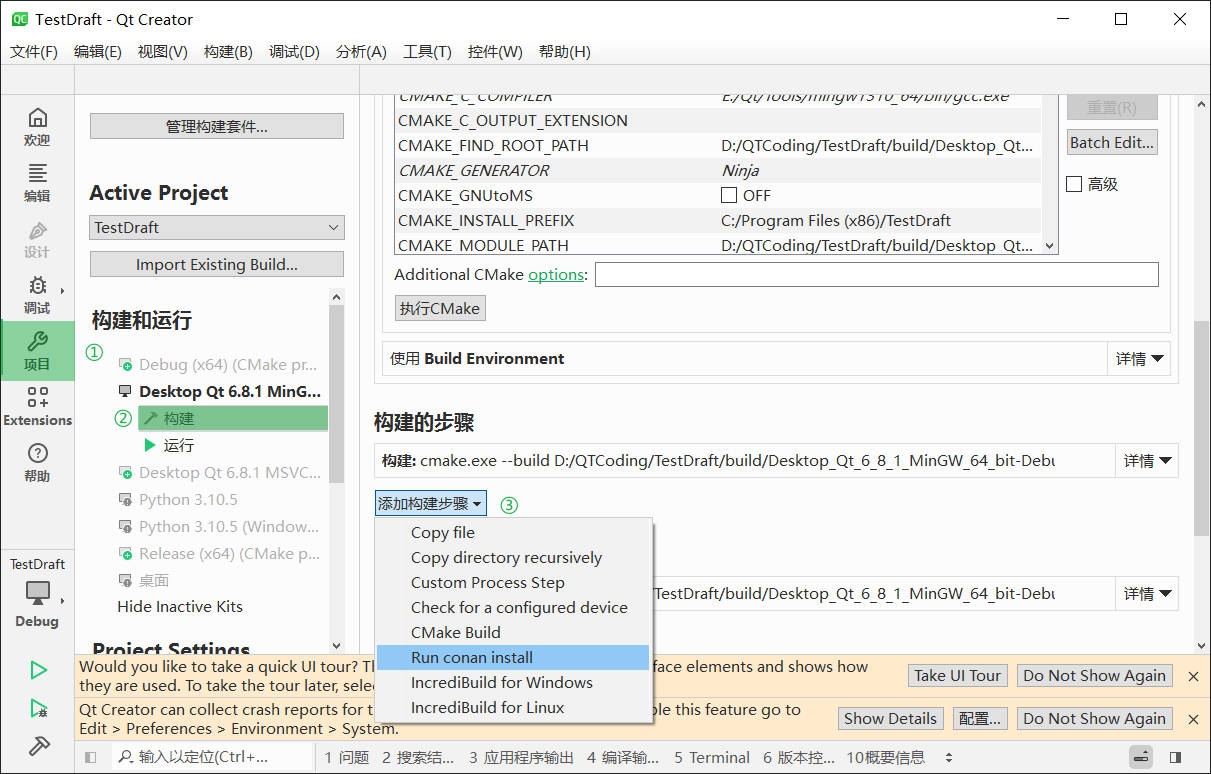 TestDraft - Qt Creator
文件(F) 编辑(E) 视图(V) 构建(B) 调试(D) 分析(A) 工具(T) 控件(W) 帮助(H)
欢迎
编辑
设计
调试
项目
Extensions
帮助
TestDraft
Debug
管理构建套件...
Active Project
TestDraft
Import Existing Build...
构建和运行
①
Debug (x64) (CMake pr...
Desktop Qt 6.8.1 MinG...
② 构建
运行
Desktop Qt 6.8.1 MSVC...
Python 3.10.5
Python 3.10.5 (Window...
Release (x64) (CMake p...
桌面
Hide Inactive Kits
Project Settings
CMAKE_C_COMPILER E:/Qt/Tools/mingw1310_64/bin/gcc.exe
CMAKE_C_OUTPUT_EXTENSION
CMAKE_FIND_ROOT_PATH D:/QTCoding/TestDraft/build/Desktop_Qt...
CMAKE_GENERATOR Ninja
CMAKE_GNUtoMS OFF
CMAKE_INSTALL_PREFIX C:/Program Files (x86)/TestDraft
CMAKE_MODULE_PATH D:/QTCoding/TestDraft/build/Desktop_Qt...
重置(R)
Batch Edit...
高级
Additional CMake options:
执行CMake
使用 Build Environment 详情
构建的步骤
构建: cmake.exe --build D:/QTCoding/TestDraft/build/Desktop_Qt_6_8_1_MinGW_64_bit-Debu 详情
添加构建步骤 ③
Copy file
Copy directory recursively
Custom Process Step
Check for a configured device
CMake Build
Run conan install
IncrediBuild for Windows
IncrediBuild for Linux
TestDraft/build/Desktop_Qt_6_8_1_MinGW_64_bit-Debu 详情
Would you like to take a quick UI tour? Th face elements and shows how
they are used. To take the tour later, selec
Take UI Tour Do Not Show Again
Qt Creator can collect crash reports for t ble this feature go to
Edit > Preferences > Environment > System.
Show Details 配置... Do Not Show Again
输入以定位(Ctrl+... 1 问题 2 搜索结... 3 应用程序输出 4 编译输... 5 Terminal 6 版本控... 10概要信息